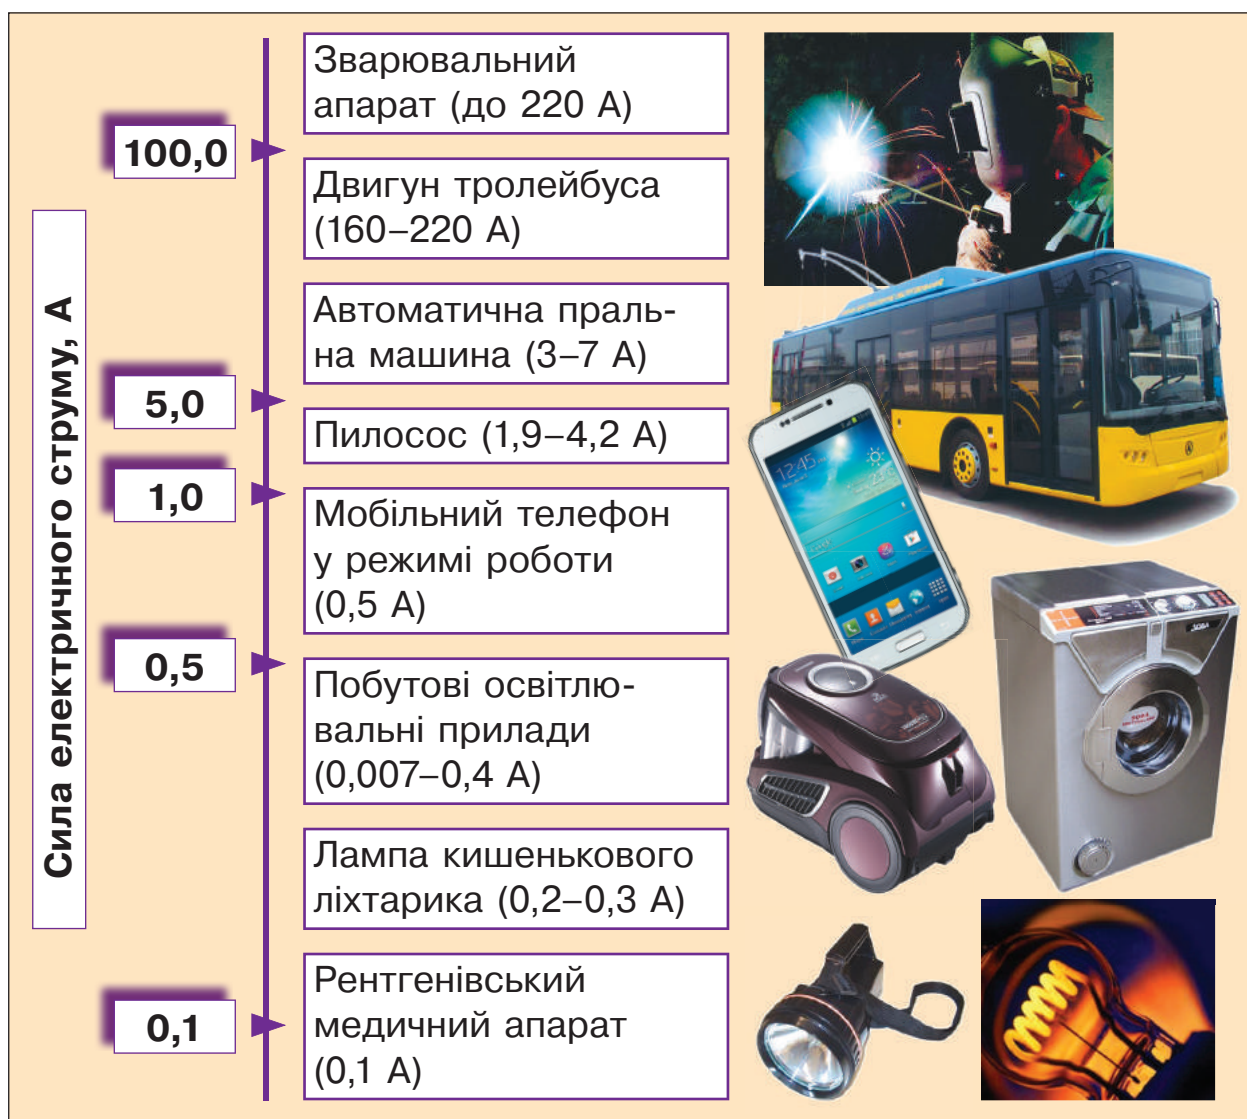 Сила електричного струму, А
100,0
5,0
1,0
0,5
0,1
Зварювальний
апарат (до 220 А)
Двигун тролейбуса
(160–220 А)
Автоматична праль-
на машина (3–7 А)
Пилосос (1,9–4,2 А)
Мобільний телефон
у режимі роботи
(0,5 А)
Побутові освітлю-
вальні прилади
(0,007–0,4 А)
Лампа кишенькового
ліхтарика (0,2–0,3 А)
Рентгенівський
медичний апарат
(0,1 А)
12:45